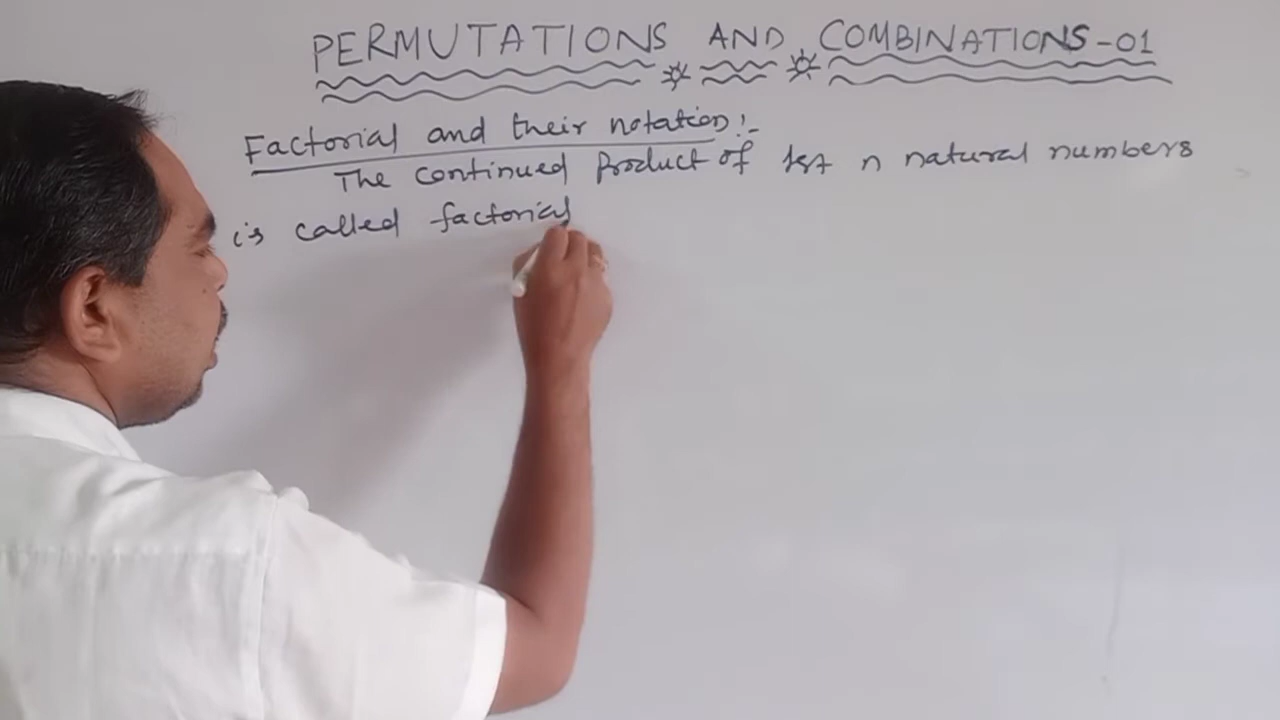 PERMUTATIONS AND COMBINATIONS-01
Factorial and their notation:-
The continued product of 1st n natural numbers
is called factorial